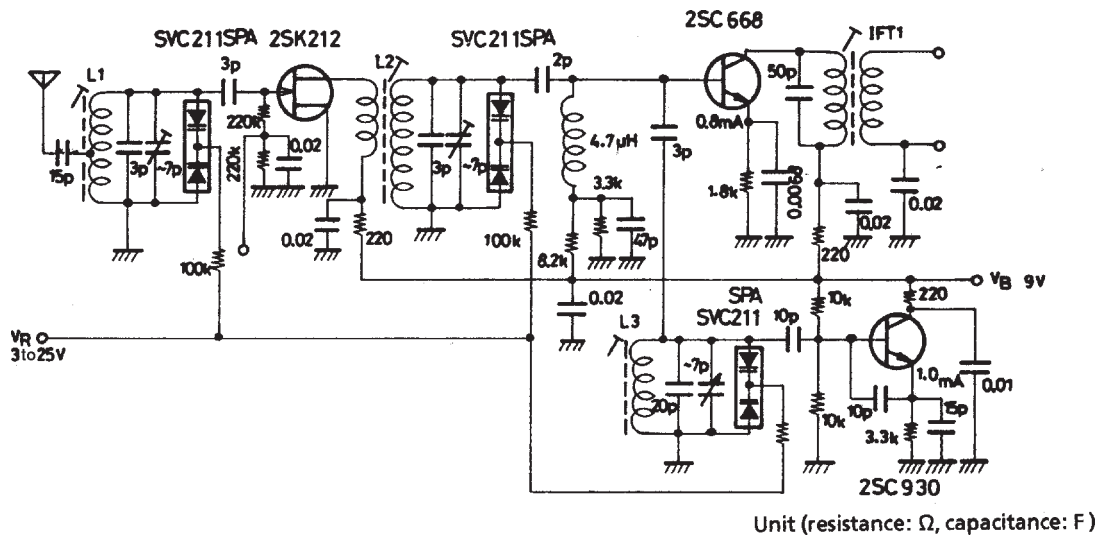 2SC668
SVC211SPA 2SK212 SVC211SPA
IFT1
L1
3p
L2
2p
50p
220k
4.7µH
0.8mA
15p
3p
~7p
220k
0.02
3p
~7p
3p
3.3k
1.8k
0.0068
0.02
0.02
0.02
220
100k
8.2k
47p
220
100k
VB 9V
0.02
SPA
SVC211
10k
220
VR
3 to 25V
L3
10p
~7p
1.0mA
0.01
20p
10k
10p
15p
3.3k
2SC930
Unit (resistance: Ω, capacitance: F)